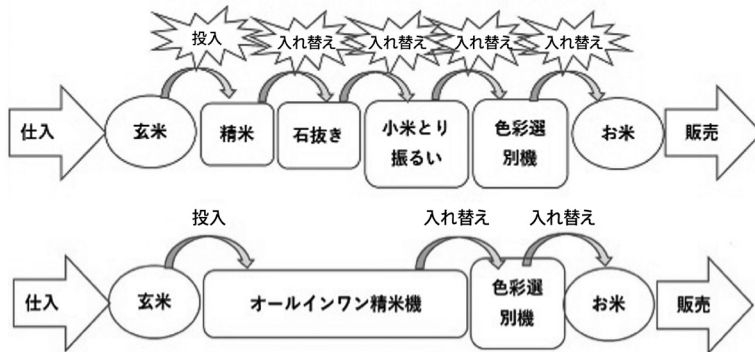 投入
入れ替え
入れ替え
入れ替え
入れ替え
仕入
玄米
精米
石抜き
小米とり
振るい
色彩選
別機
お米
販売
投入
入れ替え
入れ替え
仕入
玄米
オールインワン精米機
色彩選
別機
お米
販売